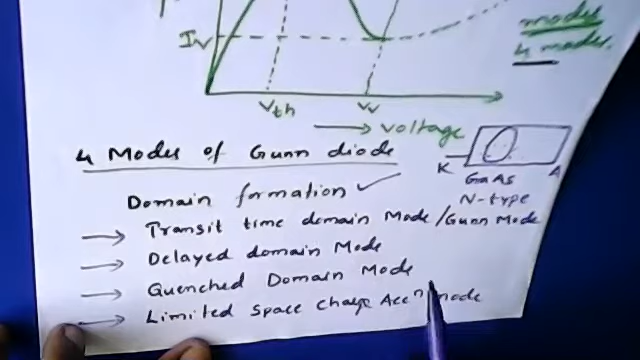 modes
4 modes.
Iv
Vth
Vv
voltage
4 Modes of Gunn diode
K
A
GaAs
N-type
Domain formation
Transit time domain Mode/Gunn Mode
Delayed domain Mode
Quenched Domain Mode
Limited Space Charge Accn mode